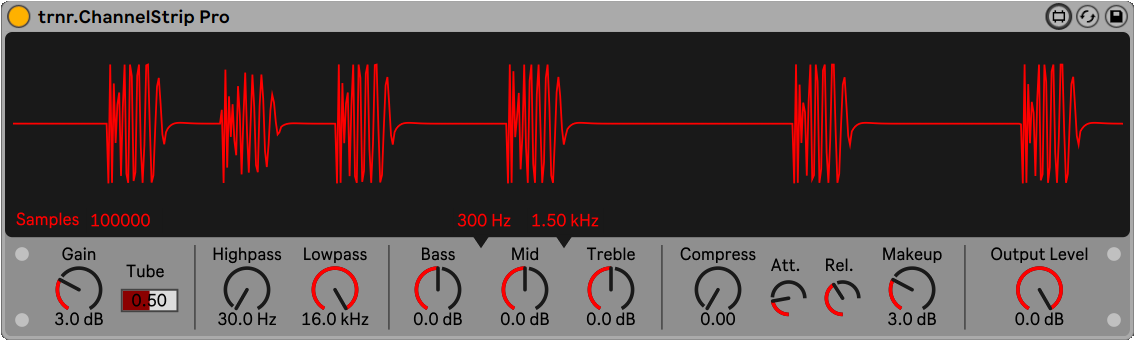 trnr.ChannelStrip Pro
Samples 100000 300 Hz 1.50 kHz
Gain Tube Highpass Lowpass Bass Mid Treble Compress Att. Rel. Makeup Output Level
0.50
3.0 dB 30.0 Hz 16.0 kHz 0.0 dB 0.0 dB 0.0 dB 0.00 3.0 dB 0.0 dB